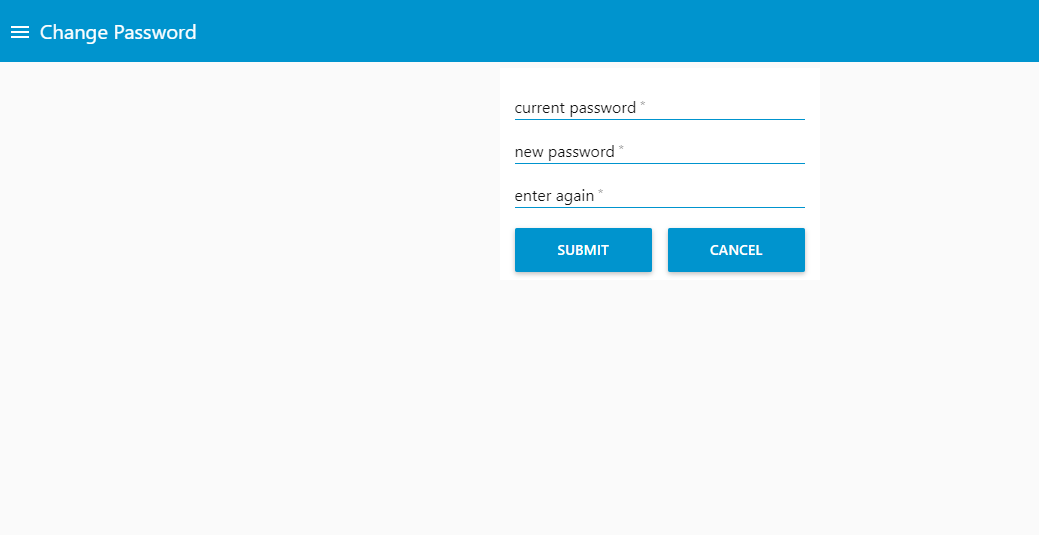 Change Password
current password *
new password *
enter again *
SUBMIT CANCEL